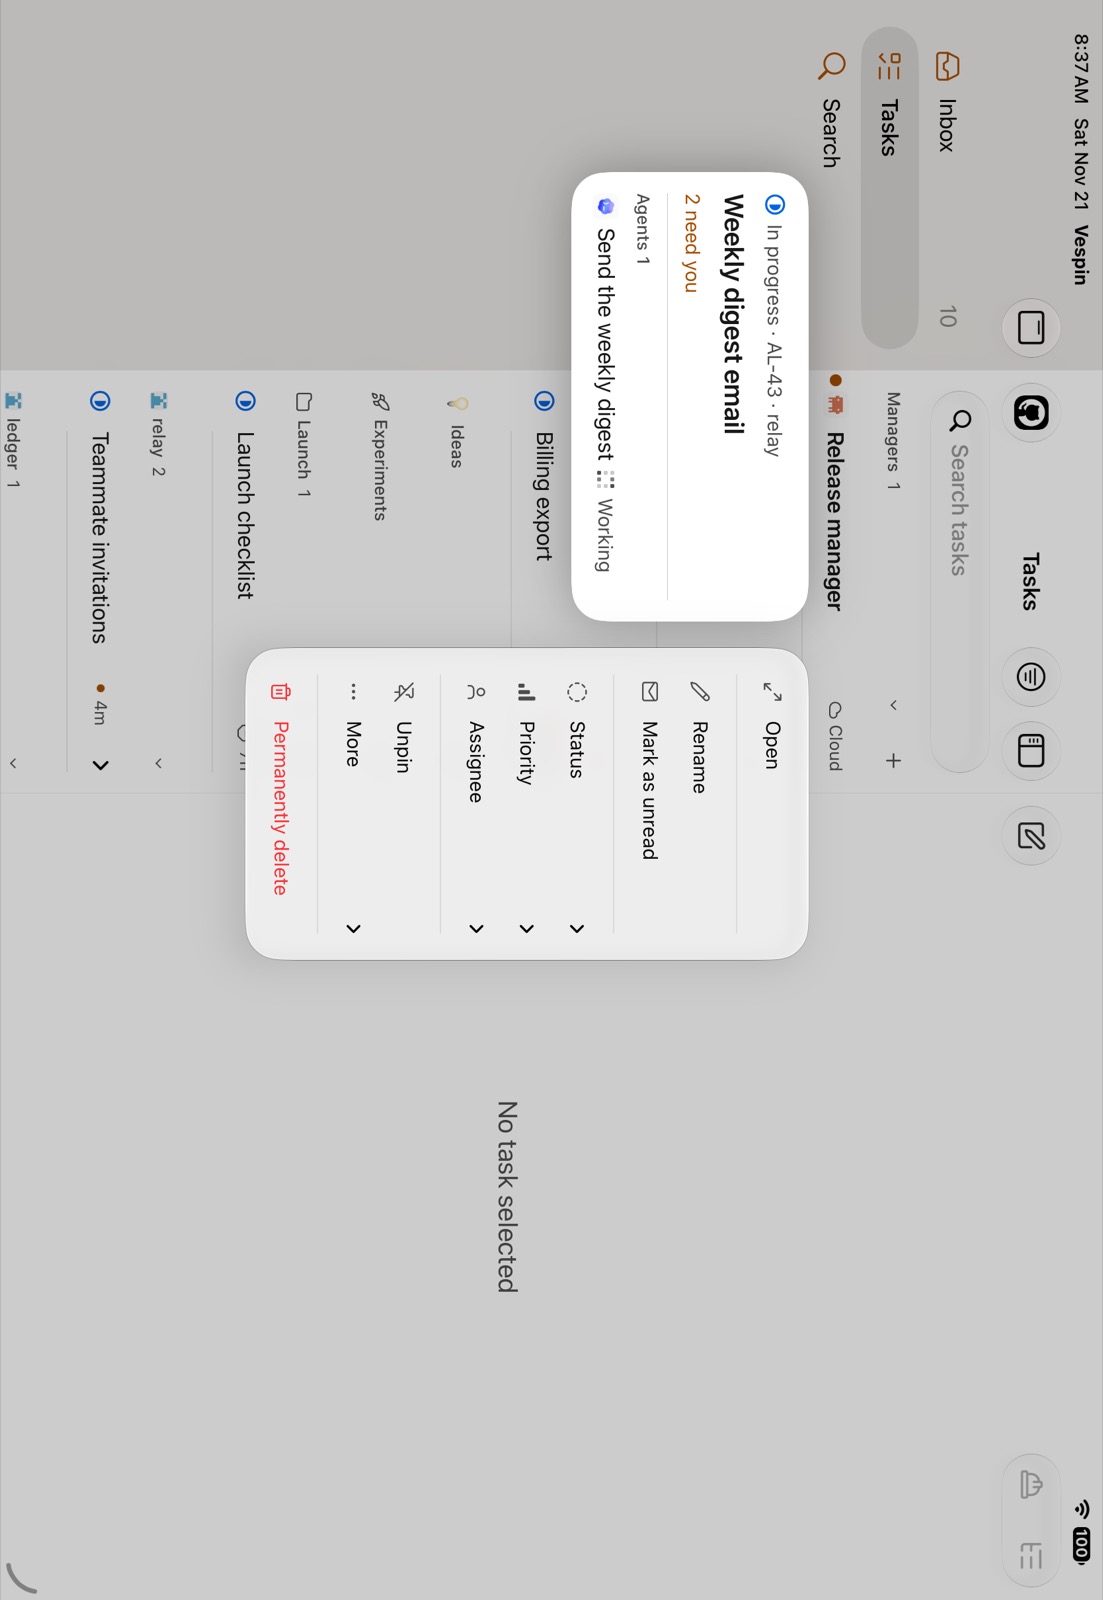 8:37 AM Sat Nov 21 Vespin
100
Tasks
Inbox 10
Tasks
Search
Search tasks
Managers 1
Release manager Cloud
In progress · AL-43 · relay
Weekly digest email
2 need you
Agents 1
Send the weekly digest Working
Billing export
Ideas
Experiments
Launch 1
Launch checklist
relay 2
Teammate invitations 4m
ledger 1
Open
Rename
Mark as unread
Status
Priority
Assignee
Unpin
More
Permanently delete
No task selected